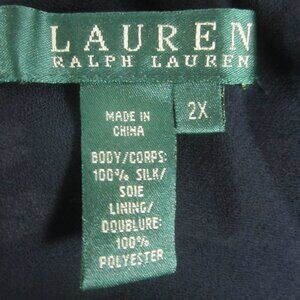 LAUREN
RALPH LAUREN
2X
MADE IN
CHINA
BODY/CORPS:
100% SILK/
SOIE
LINING/
DOUBLURE:
100%
POLYESTER